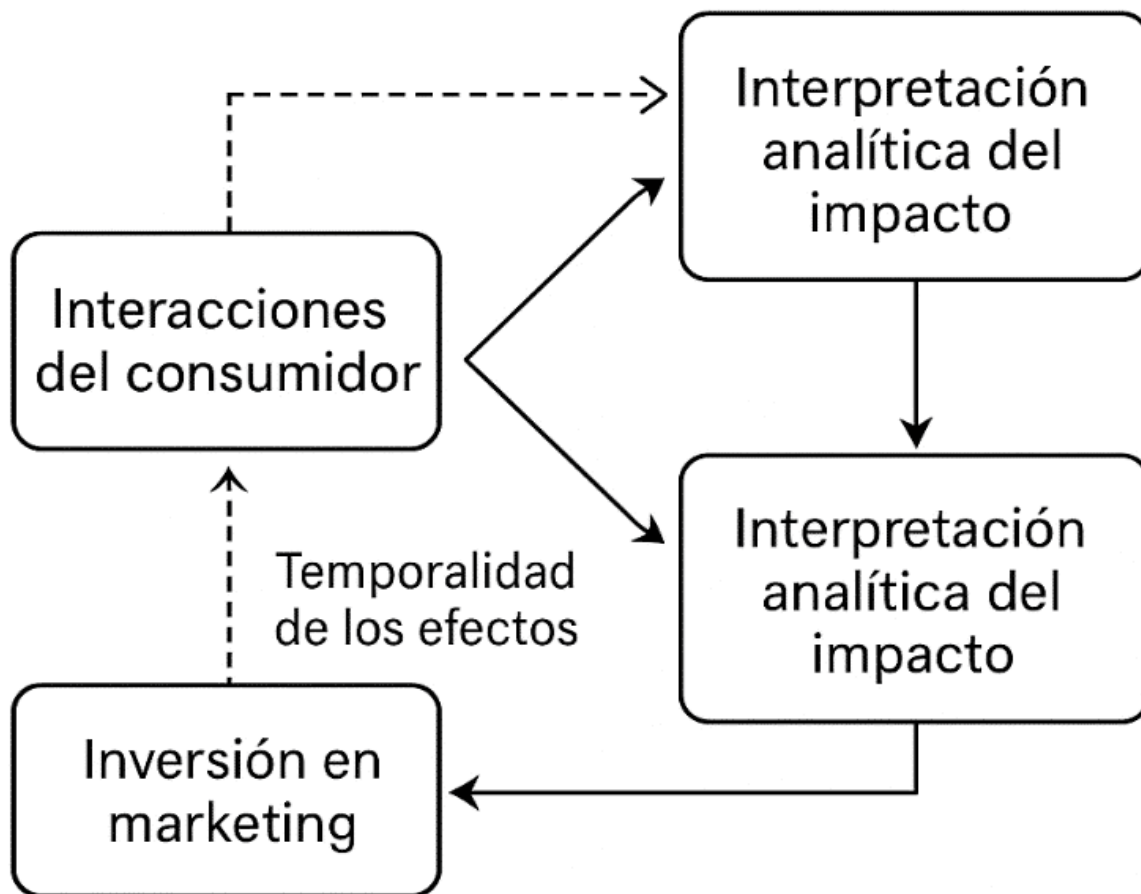 Interpretación
analítica del
impacto
Interacciones
del consumidor
Interpretación
analítica del
impacto
Temporalidad
de los efectos
Inversión en
marketing